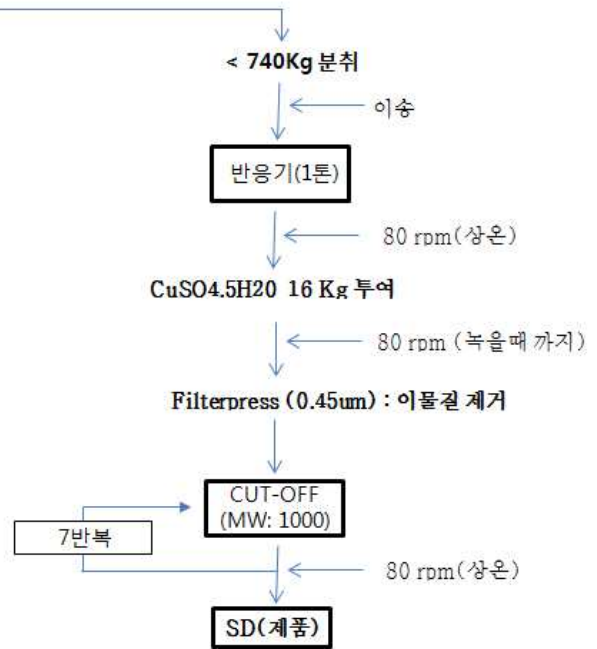 < 740Kg 분취
이송
반응기(1톤)
80 rpm(상온)
CuSO4.5H20 16 Kg 투여
80 rpm (녹을때 까지)
Filterpress (0.45um) : 이물질 제거
CUT-OFF
(MW: 1000)
7반복
80 rpm(상온)
SD(제품)